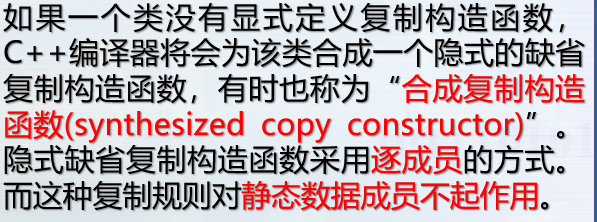 如果一个类没有显式定义复制构造函数，
C++编译器将会为该类合成一个隐式的缺省
复制构造函数，有时也称为“合成复制构造
函数(synthesized copy constructor)”。
隐式缺省复制构造函数采用逐成员的方式。
而这种复制规则对静态数据成员不起作用。